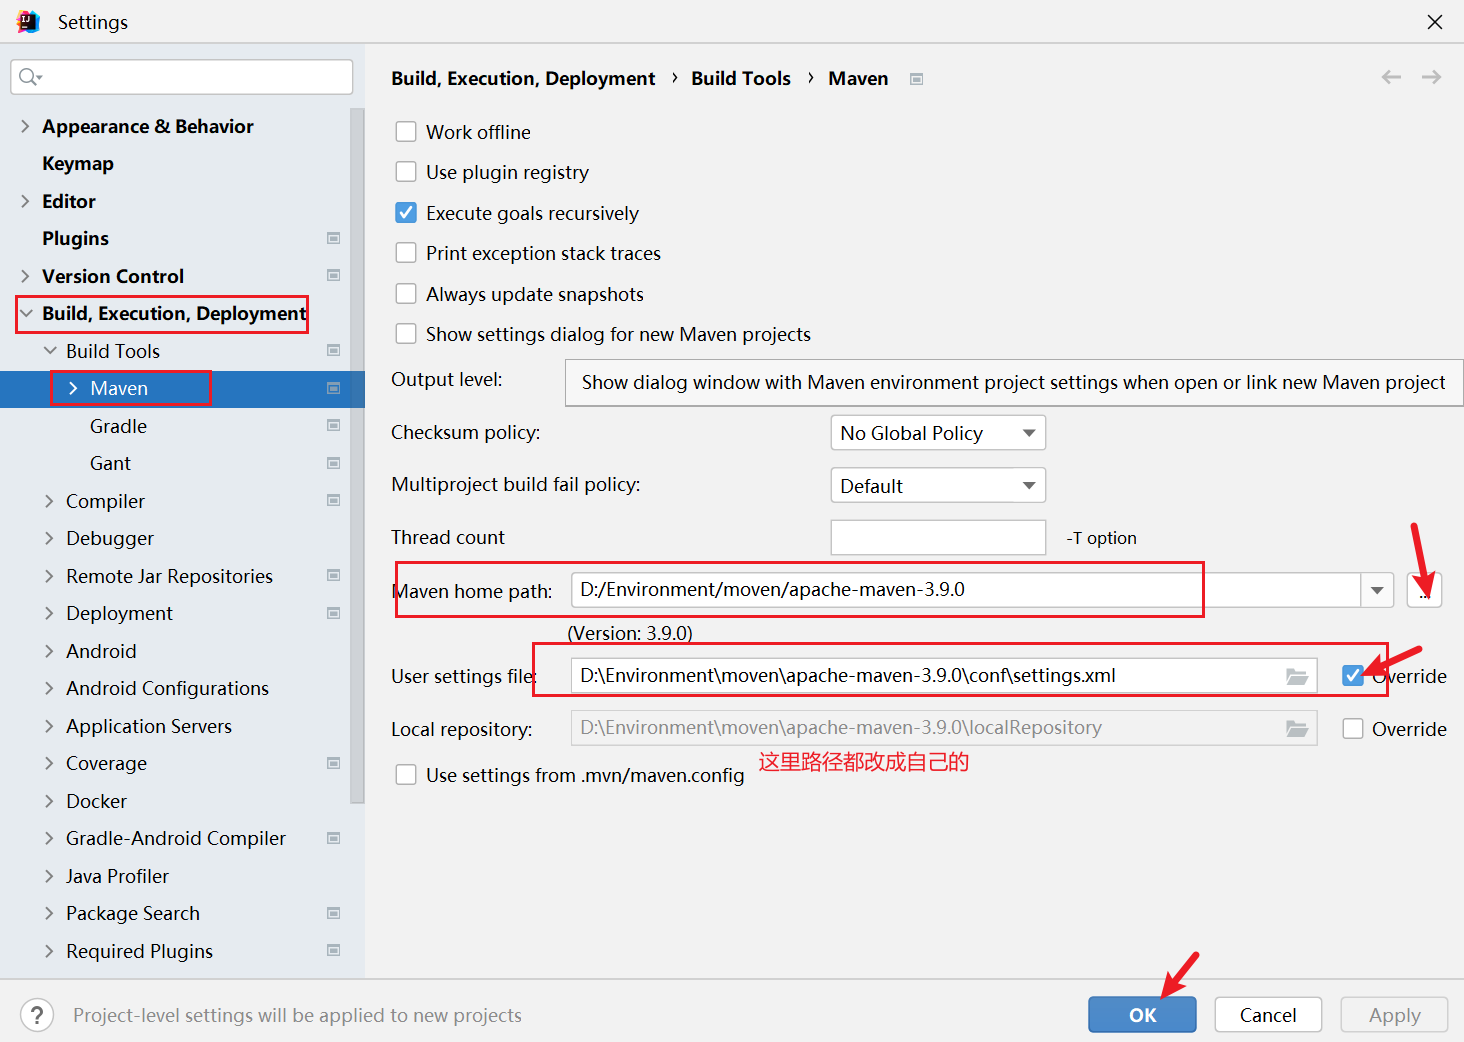 Settings
Appearance & Behavior
Keymap
Editor
Plugins
Version Control
Build, Execution, Deployment
Build Tools
Maven
Gradle
Gant
Compiler
Debugger
Remote Jar Repositories
Deployment
Android
Android Configurations
Application Servers
Coverage
Docker
Gradle-Android Compiler
Java Profiler
Package Search
Required Plugins
Build, Execution, Deployment › Build Tools › Maven
Work offline
Use plugin registry
Execute goals recursively
Print exception stack traces
Always update snapshots
Show settings dialog for new Maven projects
Output level:
Show dialog window with Maven environment project settings when open or link new Maven project
Checksum policy: No Global Policy
Multiproject build fail policy: Default
Thread count -T option
Maven home path: D:/Environment/moven/apache-maven-3.9.0 ...
(Version: 3.9.0)
User settings file: D:\Environment\moven\apache-maven-3.9.0\conf\settings.xml Override
Local repository: D:\Environment\moven\apache-maven-3.9.0\localRepository Override
这里路径都改成自己的
Use settings from .mvn/maven.config
? Project-level settings will be applied to new projects
OK Cancel Apply